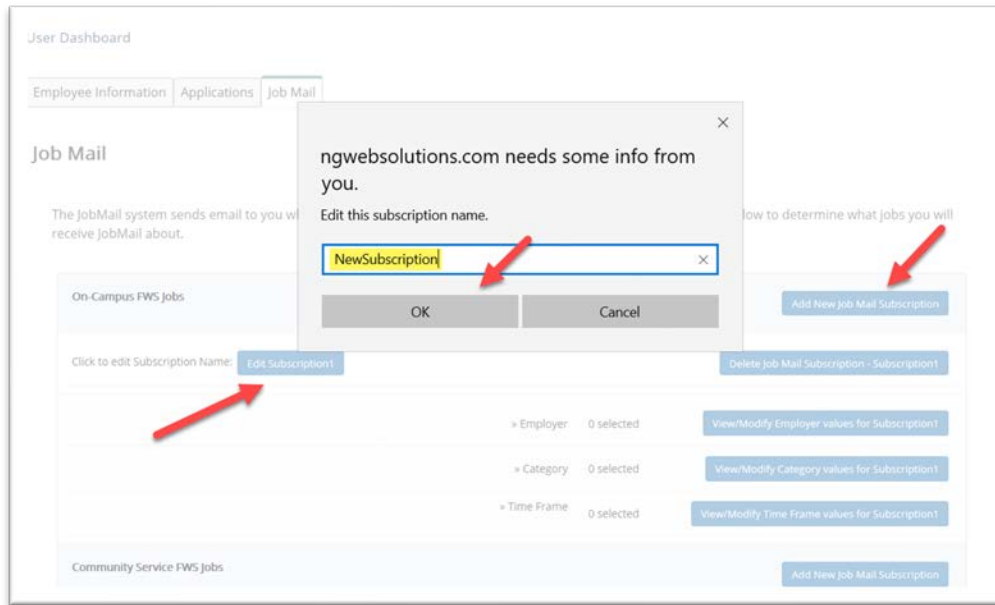 User Dashboard
Employee Information Applications Job Mail
Job Mail
ngwebsolutions.com needs some info from
you.
Edit this subscription name.
The JobMail system sends email to you low to determine what jobs you will
receive JobMail about.
NewSubscription
OK Cancel
On-Campus FWS Jobs Add New Job Mail Subscription
Click to edit Subscription Name: Edit Subscription1 Delete Job Mail Subscription - Subscription1
» Employer 0 selected View/Modify Employer values for Subscription1
» Category 0 selected View/Modify Category values for Subscription1
» Time Frame 0 selected View/Modify Time Frame values for Subscription1
Community Service FWS Jobs Add New Job Mail Subscription